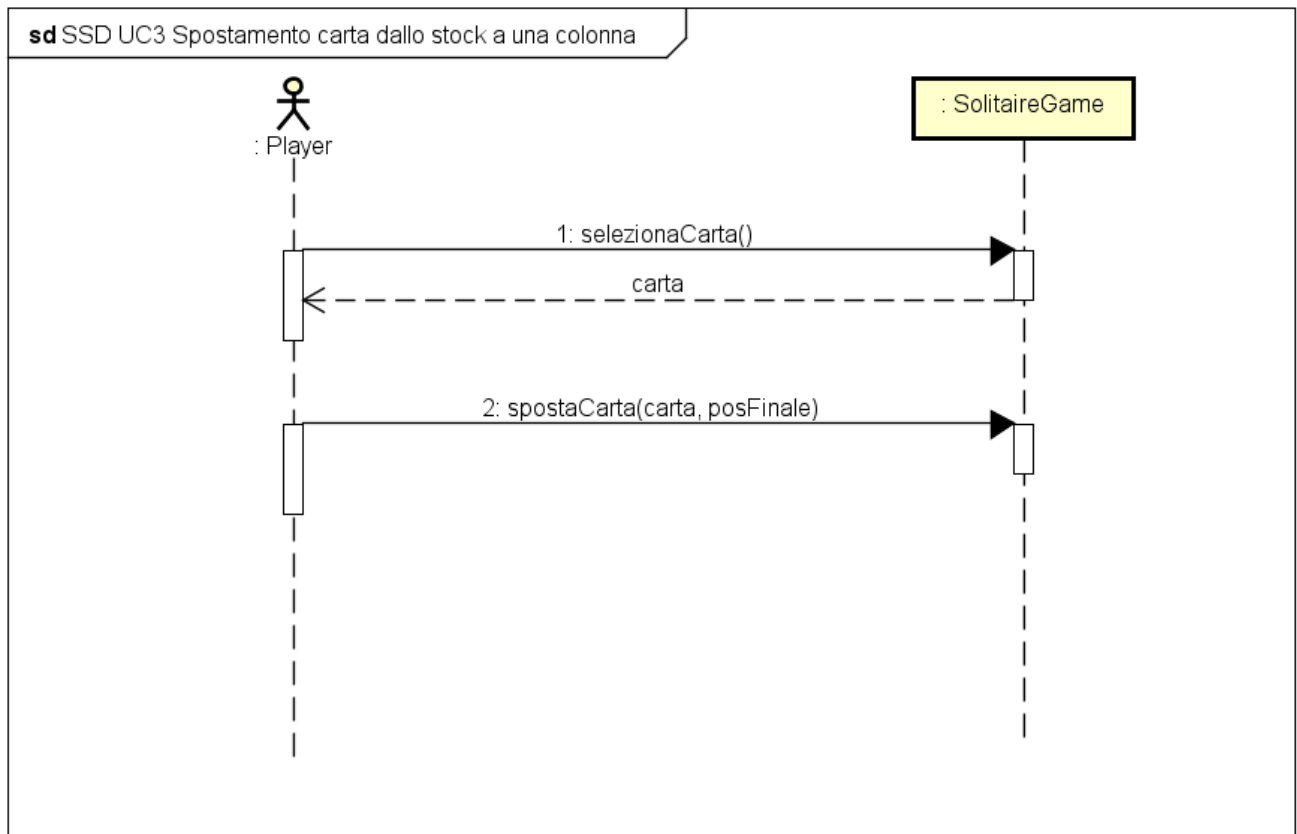 sd SSD UC3 Spostamento carta dallo stock a una colonna
: Player
: SolitaireGame
1: selezionaCarta()
carta
2: spostaCarta(carta, posFinale)